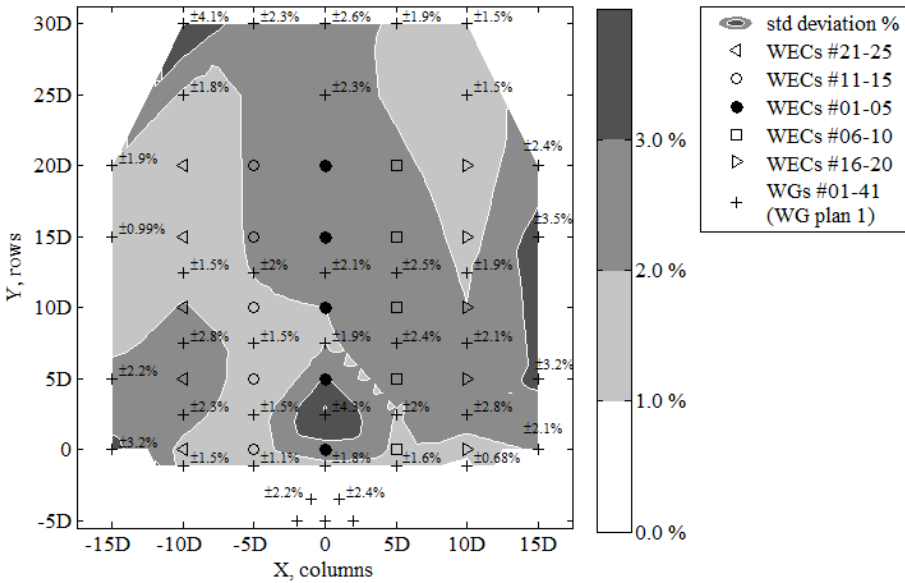 30D
25D
20D
15D
10D
5D
0
-5D
Y, rows
-15D
-10D
-5D
0
5D
10D
15D
X, columns
±4.1%
±2.3%
±2.6%
±1.9%
±1.5%
±1.8%
±2.3%
±1.5%
±1.9%
±2.4%
±0.99%
±3.5%
±1.5%
±2%
±2.1%
±2.5%
±1.9%
±2.8%
±1.5%
±1.9%
±2.4%
±2.1%
±2.2%
±3.2%
±2.3%
±1.5%
±4.3%
±2%
±2.8%
±3.2%
±2.1%
±1.5%
±1.1%
±1.8%
±1.6%
±0.68%
±2.2%
±2.4%
3.0 %
2.0 %
1.0 %
0.0 %
std deviation %
WECs #21-25
WECs #11-15
WECs #01-05
WECs #06-10
WECs #16-20
WGs #01-41
(WG plan 1)